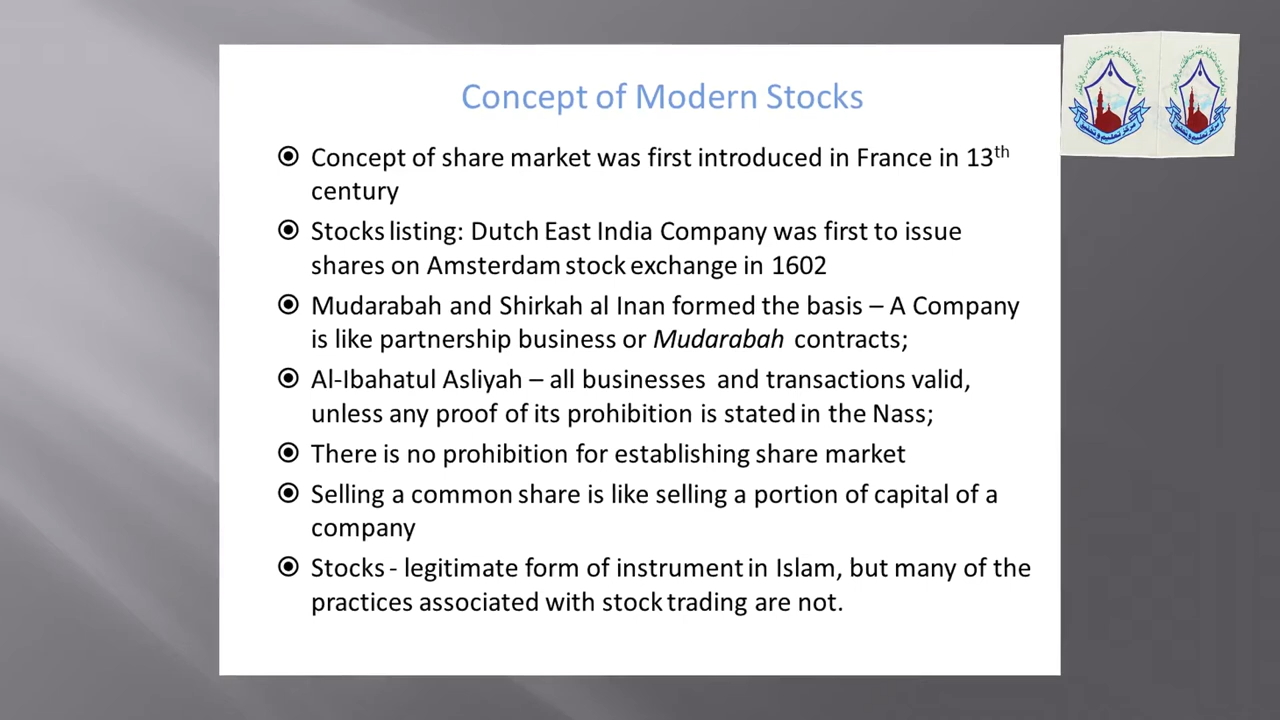 Concept of Modern Stocks
Concept of share market was first introduced in France in 13th
century
Stocks listing: Dutch East India Company was first to issue
shares on Amsterdam stock exchange in 1602
Mudarabah and Shirkah al Inan formed the basis – A Company
is like partnership business or Mudarabah contracts;
Al-Ibahatul Asliyah – all businesses and transactions valid,
unless any proof of its prohibition is stated in the Nass;
There is no prohibition for establishing share market
Selling a common share is like selling a portion of capital of a
company
Stocks - legitimate form of instrument in Islam, but many of the
practices associated with stock trading are not.